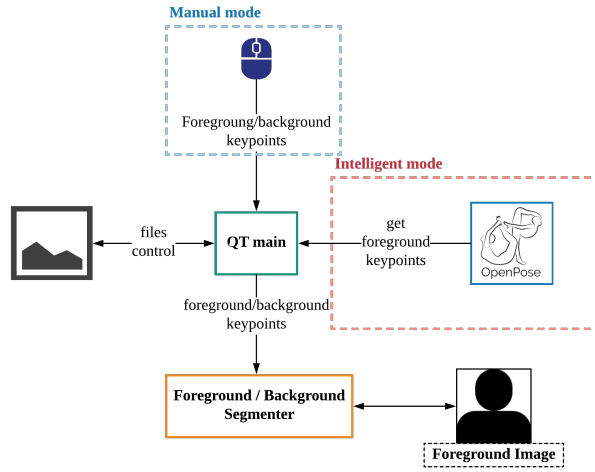 Manual mode
Foregroung/background
keypoints
Intelligent mode
files
control
QT main
get
foreground
keypoints
OpenPose
foreground/background
keypoints
Foreground / Background
Segmenter
Foreground Image